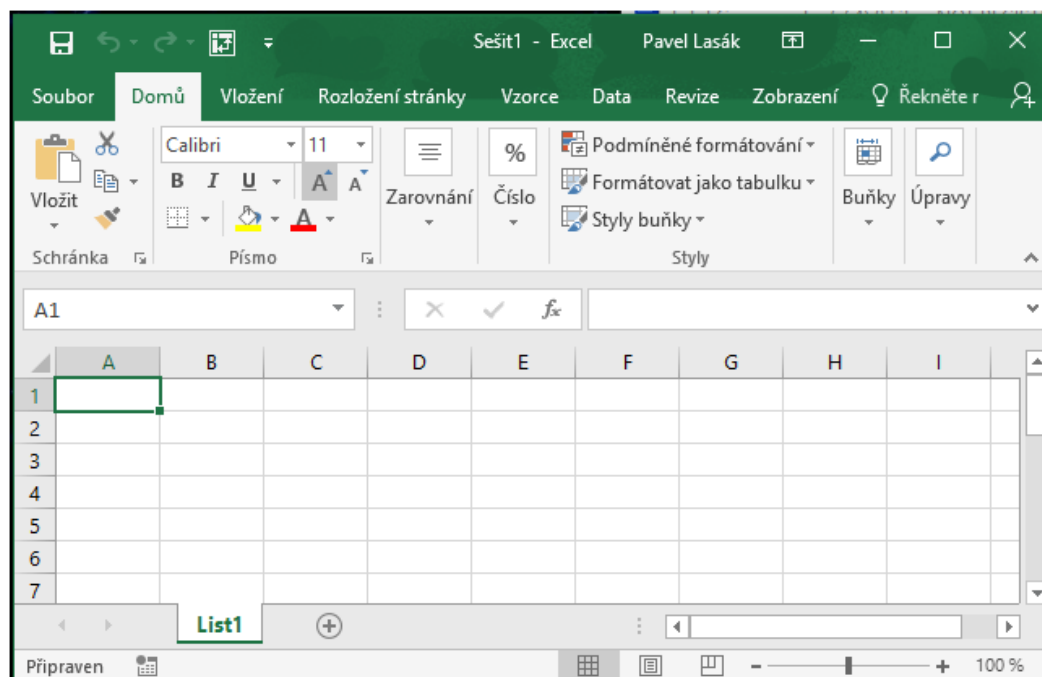 Sešit1 - Excel Pavel Lasák
Soubor Domů Vložení Rozložení stránky Vzorce Data Revize Zobrazení Řekněte r
Vložit
Calibri 11
B I U A A
A
Zarovnání
%
Číslo
Podmíněné formátování
Formátovat jako tabulku
Styly buňky
Buňky
Úpravy
Schránka Písmo Styly
A1 fx
A B C D E F G H I
1
2
3
4
5
6
7
List1
Připraven 100 %